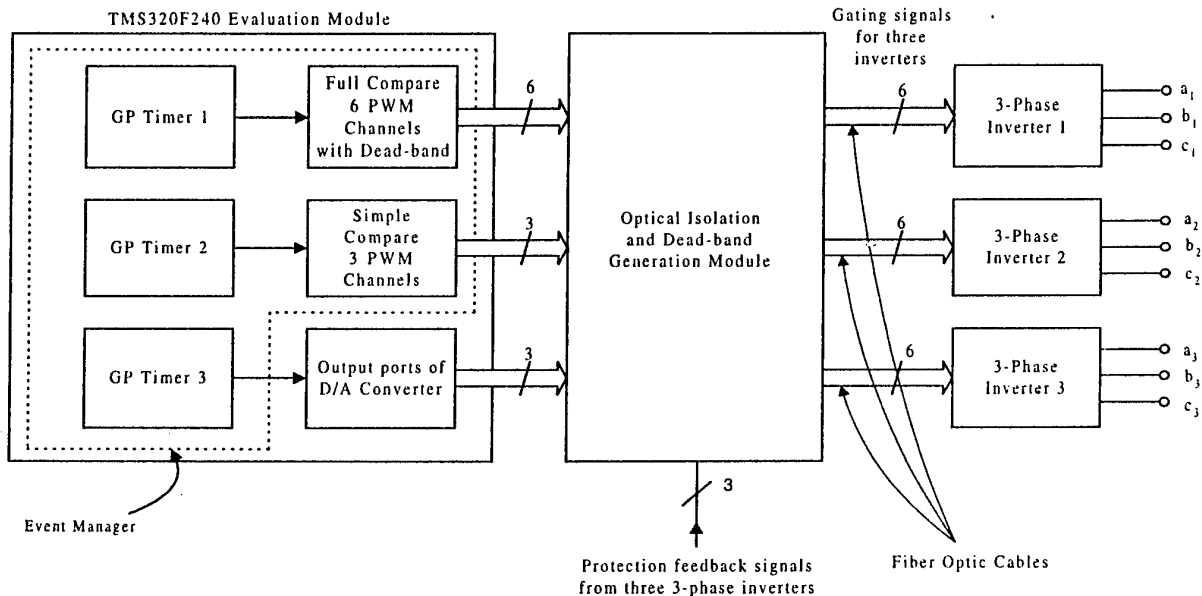 TMS320F240 Evaluation Module
Gating signals
for three
inverters
GP Timer 1
Full Compare
6 PWM
Channels
with Dead-band
6
6
3-Phase
Inverter 1
a1
b1
c1
GP Timer 2
Simple
Compare
3 PWM
Channels
3
Optical Isolation
and Dead-band
Generation Module
6
3-Phase
Inverter 2
a2
b2
c2
GP Timer 3
Output ports of
D/A Converter
3
6
3-Phase
Inverter 3
a3
b3
c3
3
Event Manager
Protection feedback signals
from three 3-phase inverters
Fiber Optic Cables